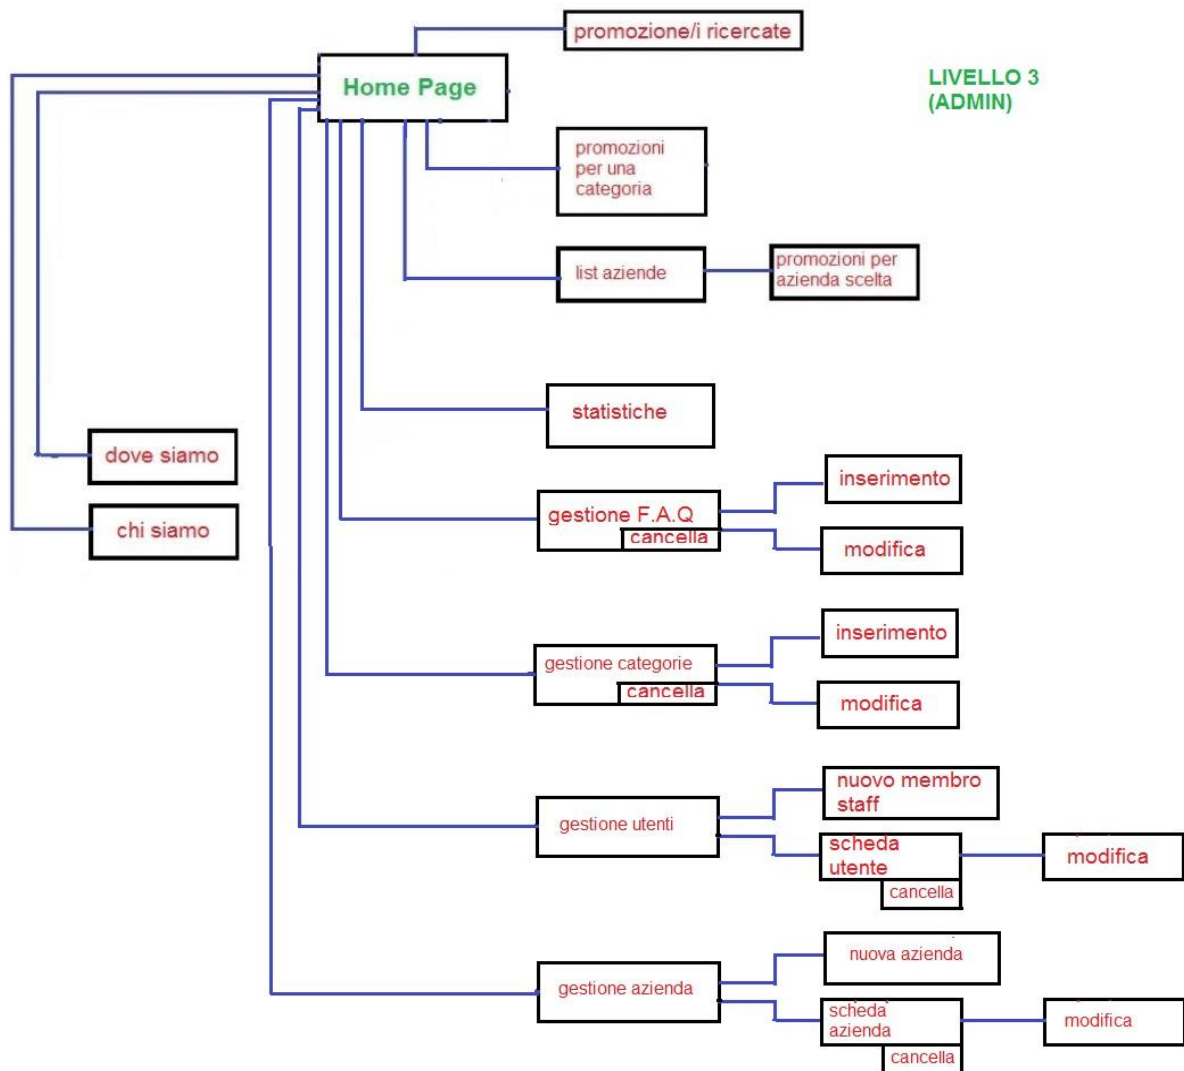 promozione/i ricercate
Home Page
LIVELLO 3
(ADMIN)
promozioni
per una
categoria
list aziende
promozioni per
azienda scelta
statistiche
dove siamo
chi siamo
gestione F.A.Q
cancella
inserimento
modifica
gestione categorie
cancella
inserimento
modifica
gestione utenti
nuovo membro
staff
scheda
utente
cancella
modifica
gestione azienda
nuova azienda
scheda
azienda
cancella
modifica